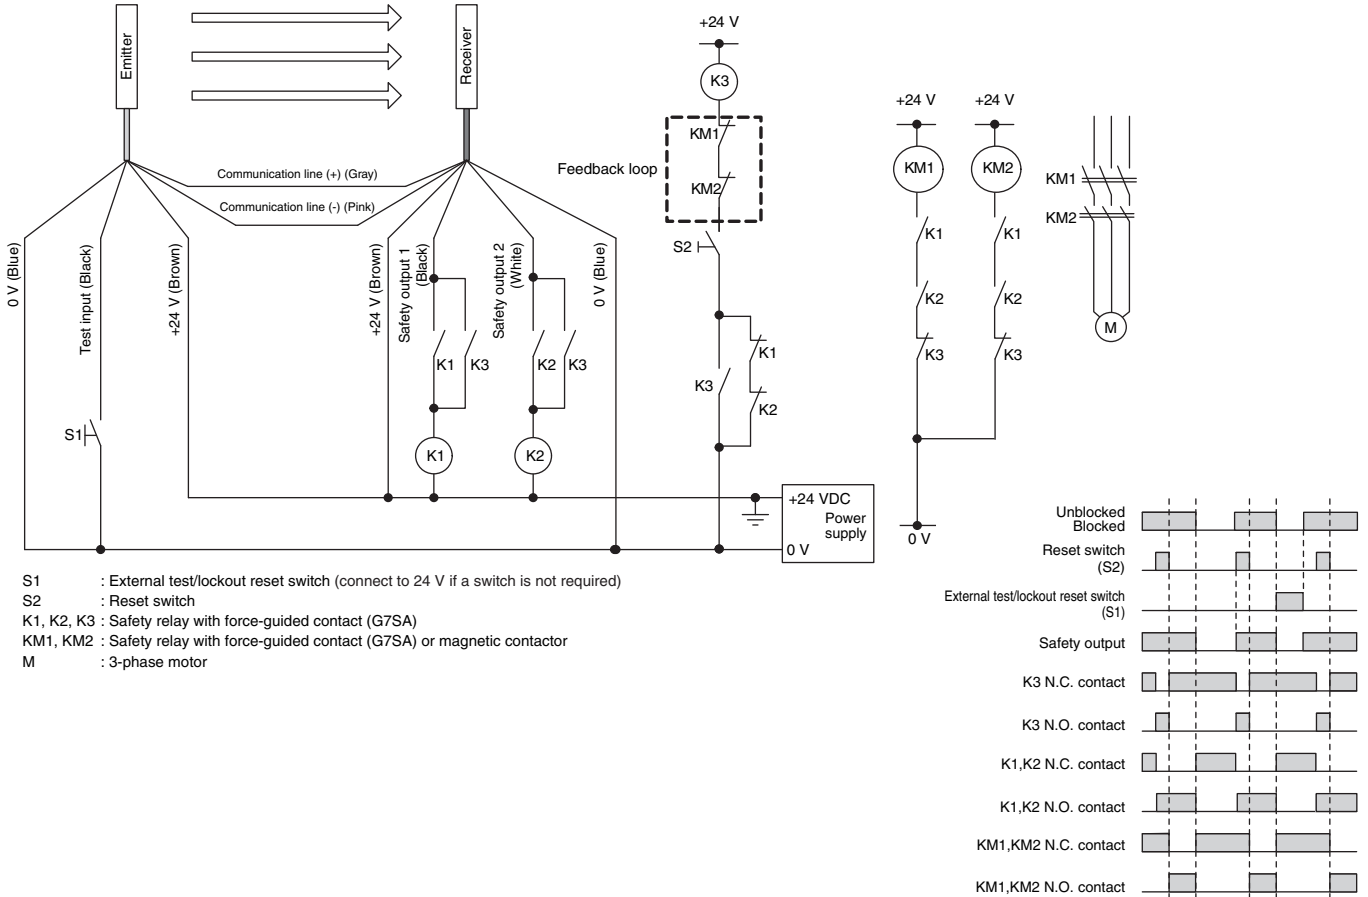 Emitter
Receiver
Communication line (+) (Gray)
Communication line (-) (Pink)
0 V (Blue)
Test input (Black)
+24 V (Brown)
+24 V (Brown)
Safety output 1
(Black)
Safety output 2
(White)
0 V (Blue)
S1
K1
K3
K2
K3
K1
K2
+24 V
K3
KM1
Feedback loop
KM2
S2
K1
K3
K2
+24 VDC
Power
supply
0 V
+24 V
+24 V
KM1
KM2
K1
K1
K2
K2
K3
K3
0 V
KM1
KM2
M
S1 : External test/lockout reset switch (connect to 24 V if a switch is not required)
S2 : Reset switch
K1, K2, K3 : Safety relay with force-guided contact (G7SA)
KM1, KM2 : Safety relay with force-guided contact (G7SA) or magnetic contactor
M : 3-phase motor
Unblocked
Blocked
Reset switch
(S2)
External test/lockout reset switch
(S1)
Safety output
K3 N.C. contact
K3 N.O. contact
K1,K2 N.C. contact
K1,K2 N.O. contact
KM1,KM2 N.C. contact
KM1,KM2 N.O. contact